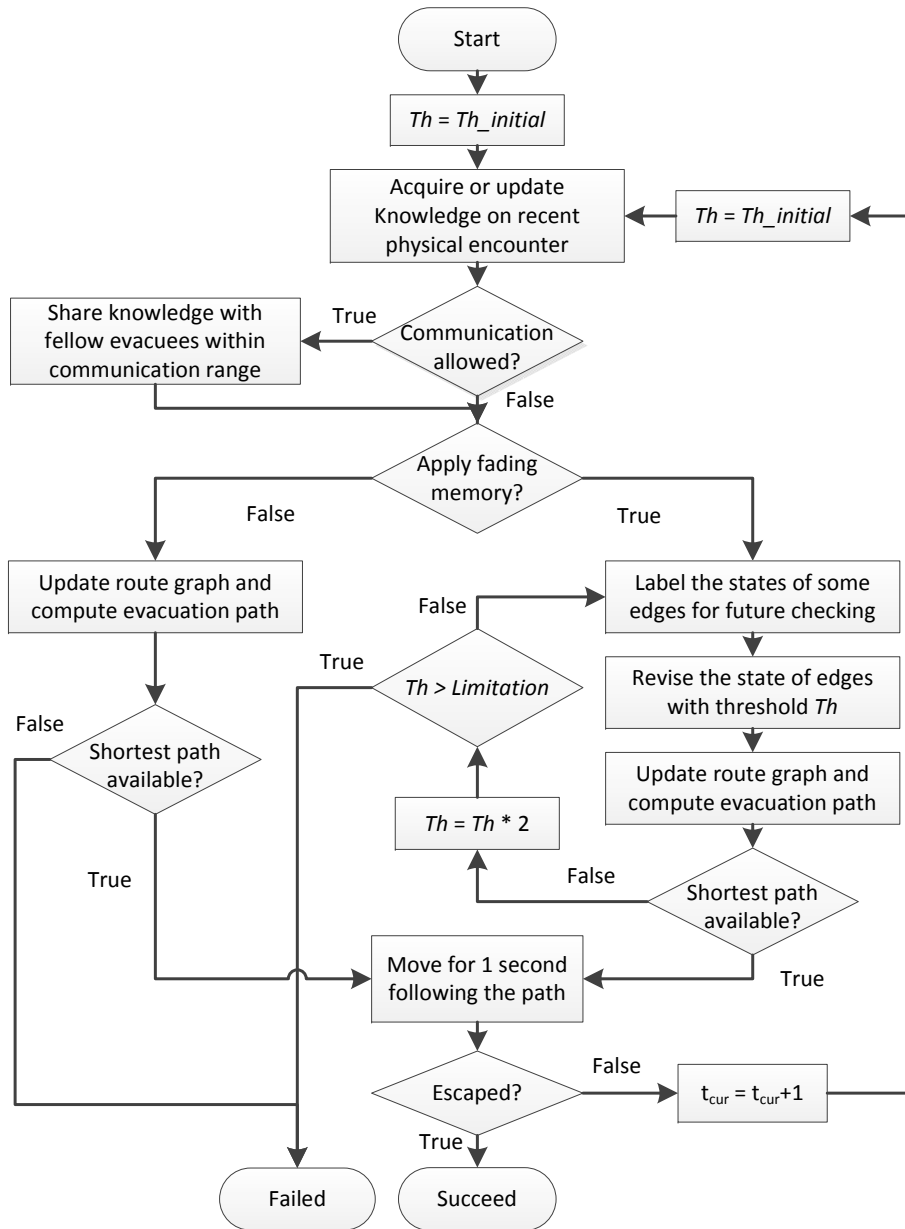 Start
Th = Th_initial
Acquire or update
Knowledge on recent
physical encounter
Th = Th_initial
Share knowledge with
fellow evacuees within
communication range
True
Communication
allowed?
False
Apply fading
memory?
False
True
Update route graph and
compute evacuation path
Label the states of some
edges for future checking
False
True
Th > Limitation
Revise the state of edges
with threshold Th
False
Shortest path
available?
Update route graph and
compute evacuation path
Th = Th * 2
True
False
Shortest path
available?
Move for 1 second
following the path
True
Escaped?
False
t_cur = t_cur+1
True
Failed
Succeed